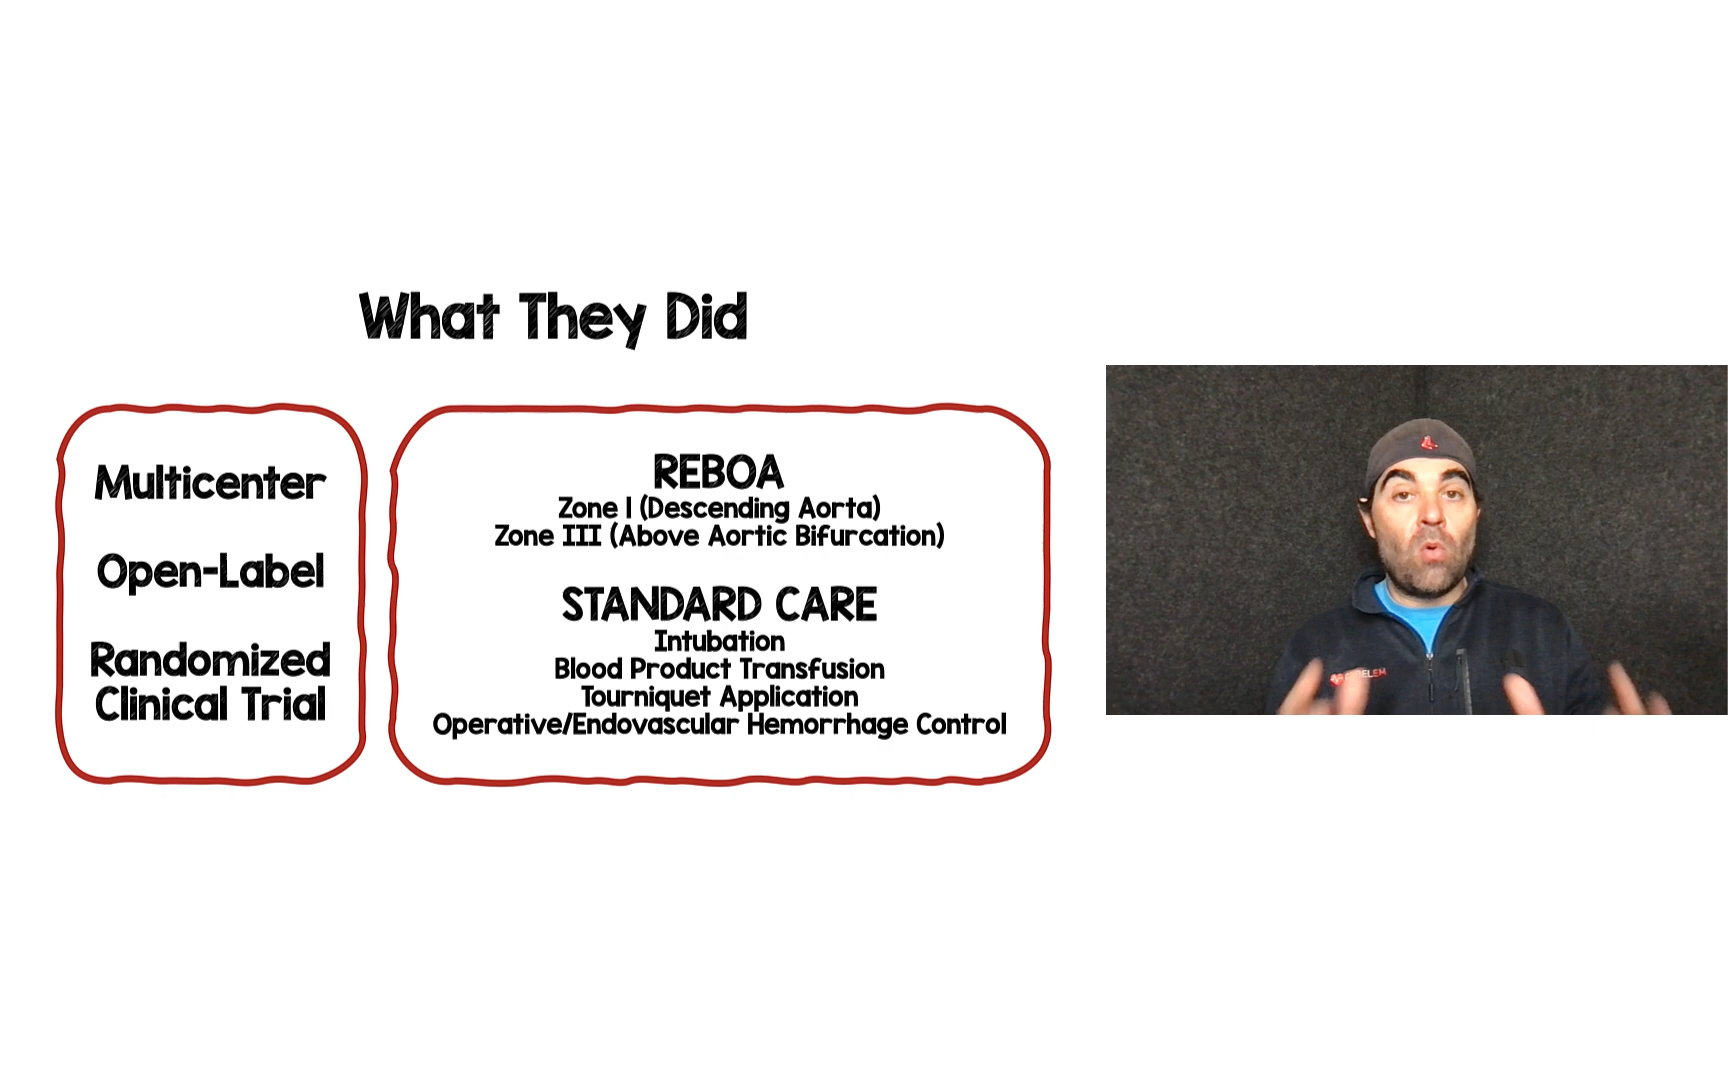 What They Did
Multicenter
Open-Label
Randomized
Clinical Trial
REBOA
Zone I (Descending Aorta)
Zone III (Above Aortic Bifurcation)
STANDARD CARE
Intubation
Blood Product Transfusion
Tourniquet Application
Operative/Endovascular Hemorrhage Control